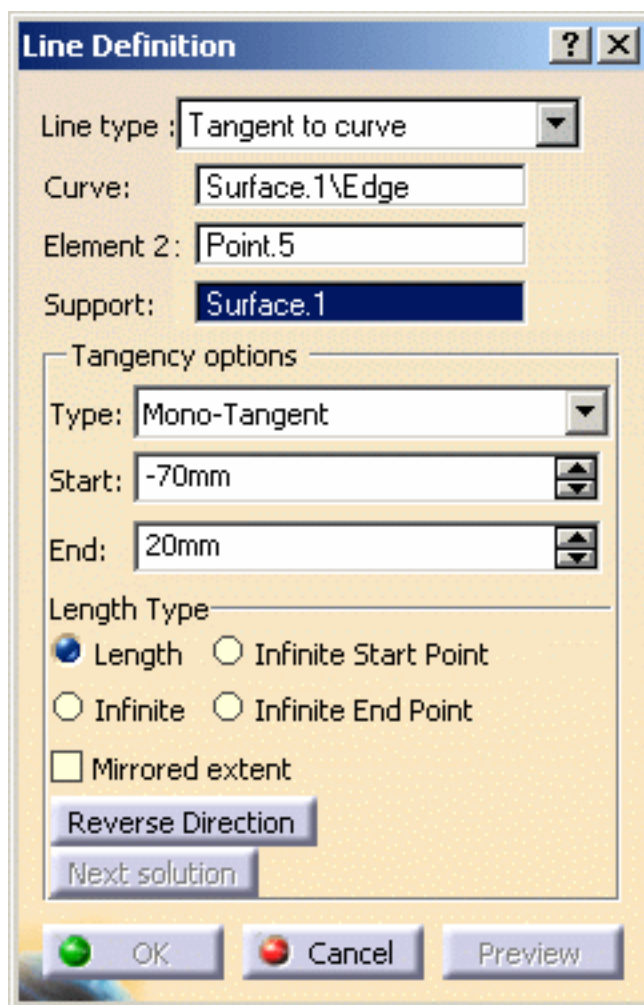 Line Definition ?
Line type : Tangent to curve
Curve: Surface.1\Edge
Element 2: Point.5
Support: Surface.1
Tangency options
Type: Mono-Tangent
Start: -70mm
End: 20mm
Length Type
Length Infinite Start Point
Infinite Infinite End Point
Mirrored extent
Reverse Direction
Next solution
OK Cancel Preview